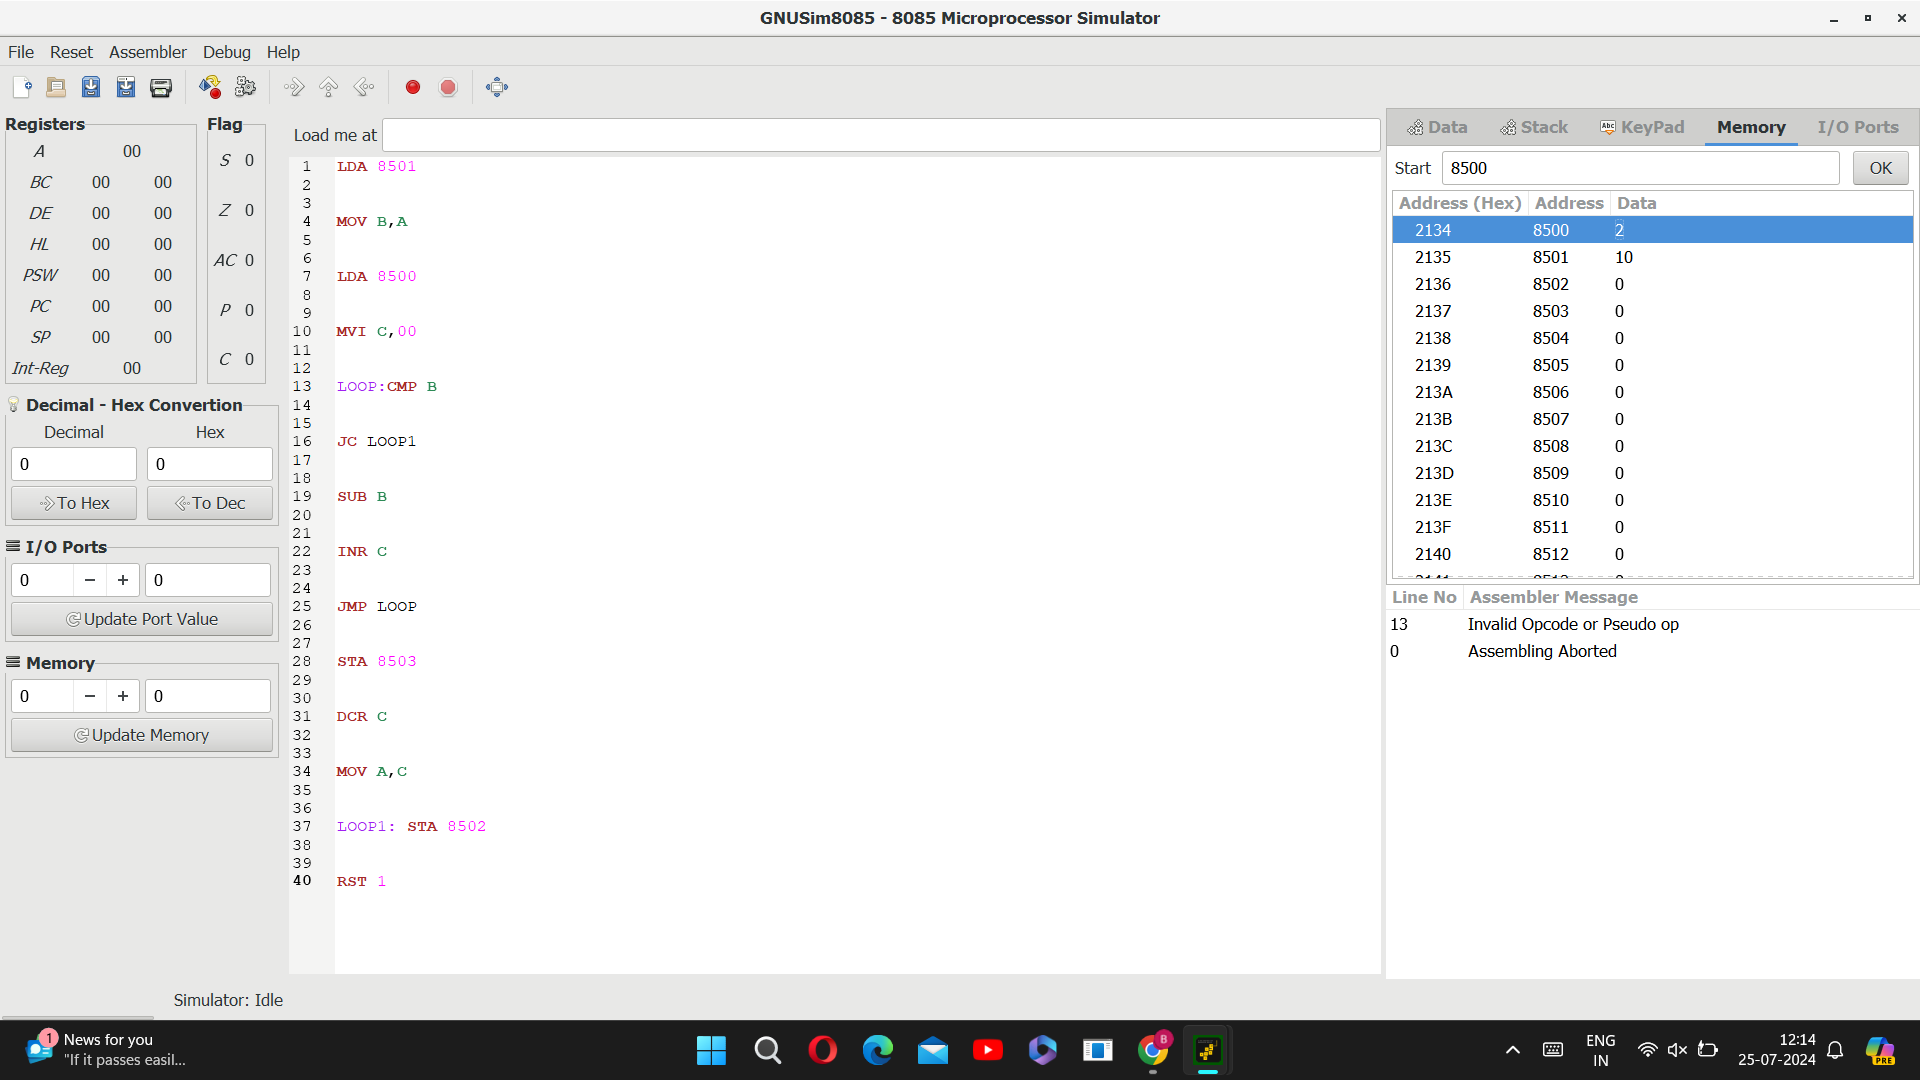 GNUSim8085 - 8085 Microprocessor Simulator
File Reset Assembler Debug Help
Registers
A 00
BC 00 00
DE 00 00
HL 00 00
PSW 00 00
PC 00 00
SP 00 00
Int-Reg 00
Flag
S 0
Z 0
AC 0
P 0
C 0
Decimal - Hex Convertion
Decimal Hex
0 0
To Hex To Dec
I/O Ports
0 − + 0
Update Port Value
Memory
0 − + 0
Update Memory
Load me at
1 LDA 8501
2
3
4 MOV B,A
5
6
7 LDA 8500
8
9
10 MVI C,00
11
12
13 LOOP:CMP B
14
15
16 JC LOOP1
17
18
19 SUB B
20
21
22 INR C
23
24
25 JMP LOOP
26
27
28 STA 8503
29
30
31 DCR C
32
33
34 MOV A,C
35
36
37 LOOP1: STA 8502
38
39
40 RST 1
Data Stack Abc KeyPad Memory I/O Ports
Start 8500 OK
Address (Hex) Address Data
2134 8500 2
2135 8501 10
2136 8502 0
2137 8503 0
2138 8504 0
2139 8505 0
213A 8506 0
213B 8507 0
213C 8508 0
213D 8509 0
213E 8510 0
213F 8511 0
2140 8512 0
Line No Assembler Message
13 Invalid Opcode or Pseudo op
0 Assembling Aborted
Simulator: Idle
1 News for you
"If it passes easil...
B
ENG
IN
12:14
25-07-2024
PRE